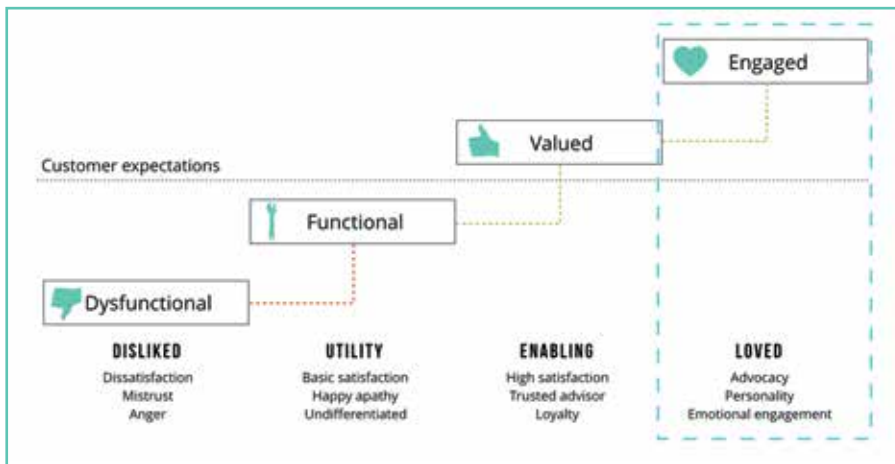 Engaged
Valued
Customer expectations
Functional
Dysfunctional
DISLIKED
Dissatisfaction
Mistrust
Anger
UTILITY
Basic satisfaction
Happy apathy
Undifferentiated
ENABLING
High satisfaction
Trusted advisor
Loyalty
LOVED
Advocacy
Personality
Emotional engagement